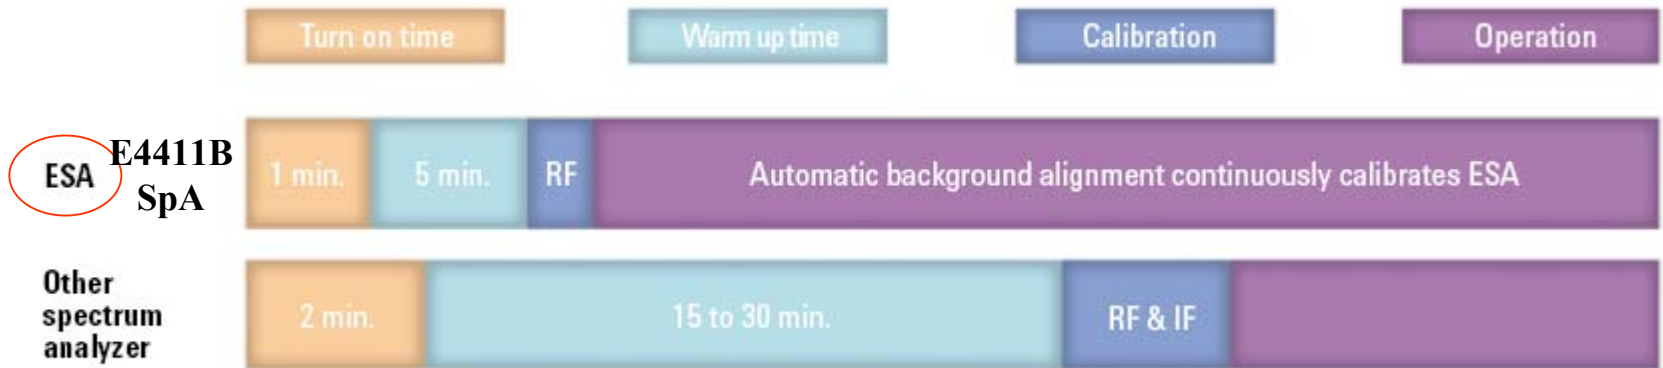 Turn on time
Warm up time
Calibration
Operation
ESA
E4411B
SpA
1 min.
5 min.
RF
Automatic background alignment continuously calibrates ESA
Other
spectrum
analyzer
2 min.
15 to 30 min.
RF & IF